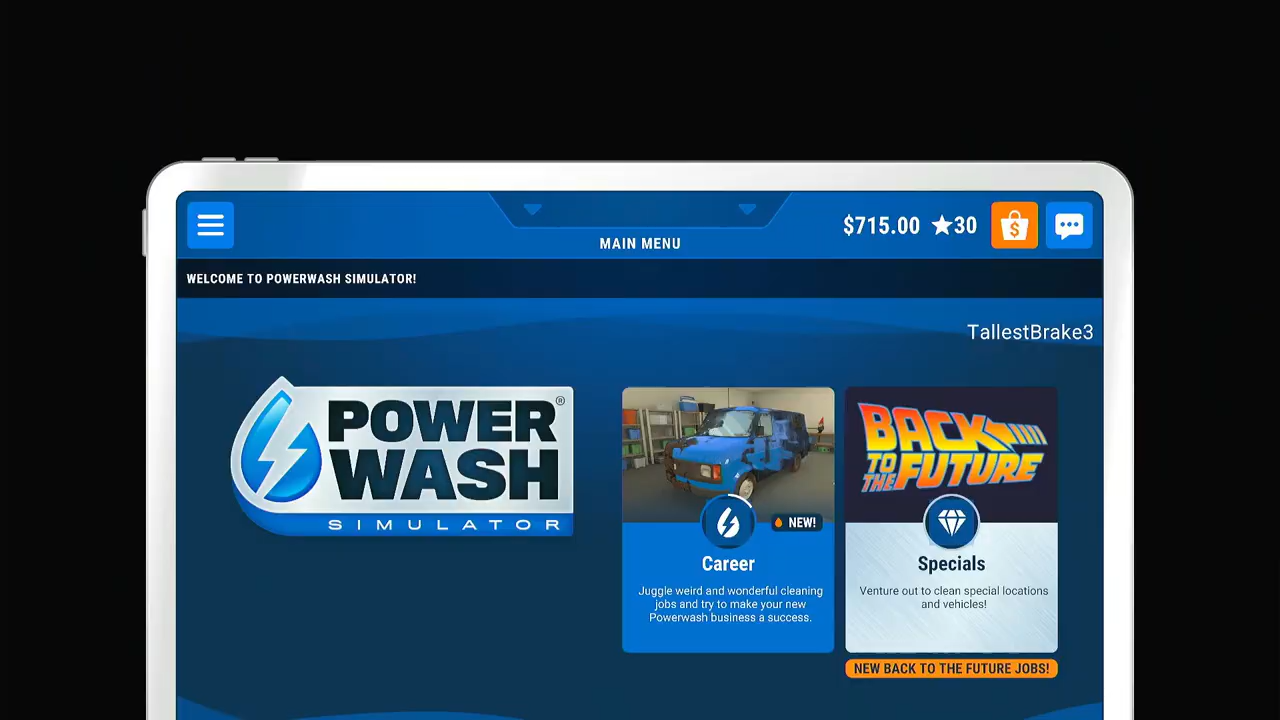 $715.00 ★30
MAIN MENU
WELCOME TO POWERWASH SIMULATOR!
TallestBrake3
POWER®
WASH
SIMULATOR
BACK
TO THE FUTURE
NEW!
Career
Juggle weird and wonderful cleaning
jobs and try to make your new
Powerwash business a success.
Specials
Venture out to clean special locations
and vehicles!
NEW BACK TO THE FUTURE JOBS!